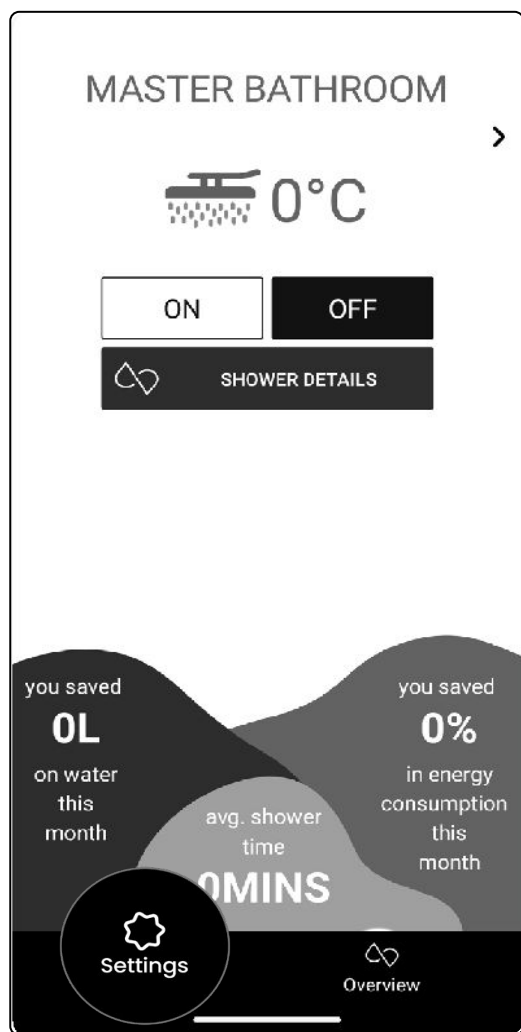 MASTER BATHROOM
0°C
ON
OFF
SHOWER DETAILS
you saved
0L
on water
this
month
you saved
0%
in energy
consumption
this
month
avg. shower
time
0MINS
Settings
Overview